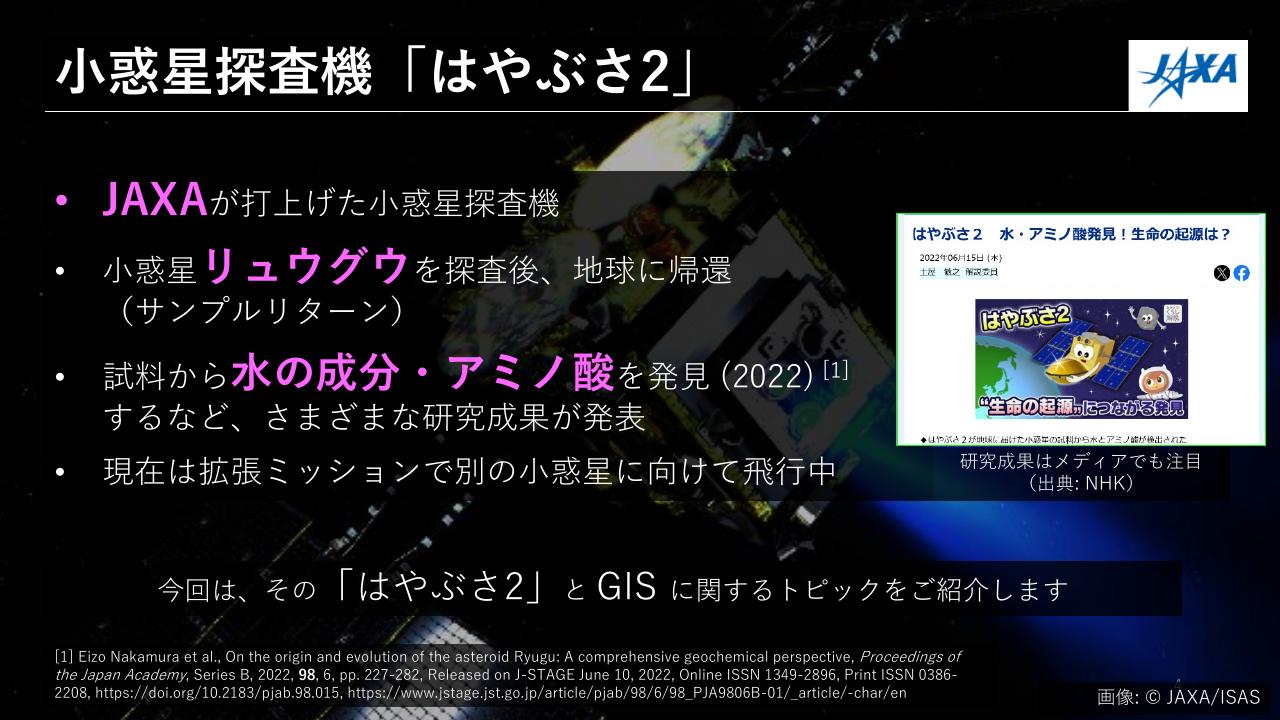 小惑星探査機「はやぶさ2」
JAXA
• JAXAが打上げた小惑星探査機
• 小惑星リュウグウを探査後、地球に帰還
（サンプルリターン）
• 試料から水の成分・アミノ酸を発見 (2022) [1]
するなど、さまざまな研究成果が発表
• 現在は拡張ミッションで別の小惑星に向けて飛行中
はやぶさ２　水・アミノ酸発見！生命の起源は？
2022年06月15日 (水)
土屋　敏之 解説委員
はやぶさ2
“生命の起源”につながる発見
◆はやぶさ２が地球に届けた小惑星の試料から水とアミノ酸が検出された
研究成果はメディアでも注目
（出典: NHK）
今回は、その「はやぶさ2」と GIS に関するトピックをご紹介します
[1] Eizo Nakamura et al., On the origin and evolution of the asteroid Ryugu: A comprehensive geochemical perspective, Proceedings of
the Japan Academy, Series B, 2022, 98, 6, pp. 227-282, Released on J-STAGE June 10, 2022, Online ISSN 1349-2896, Print ISSN 0386-
2208, https://doi.org/10.2183/pjab.98.015, https://www.jstage.jst.go.jp/article/pjab/98/6/98_PJA9806B-01/_article/-char/en
4
画像: © JAXA/ISAS